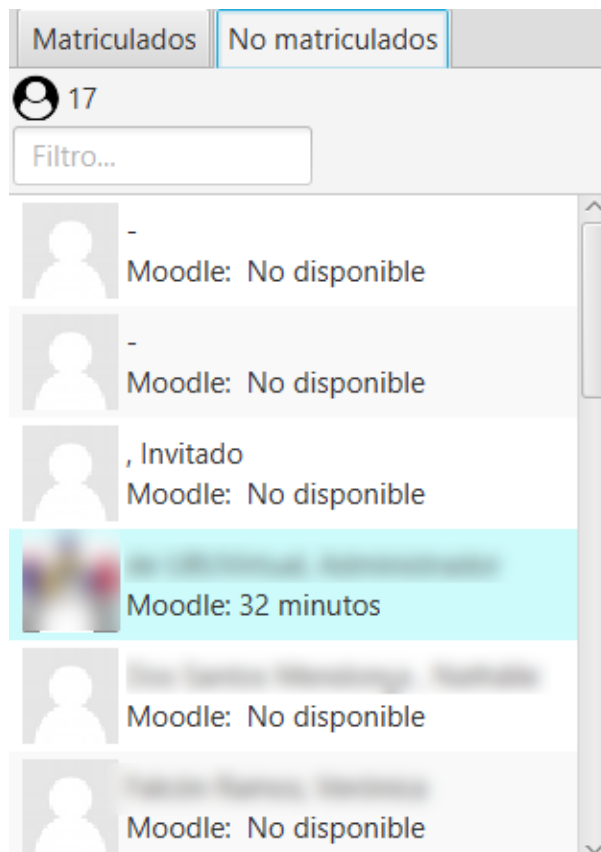 Matriculados No matriculados
17
Filtro...
-
Moodle: No disponible
-
Moodle: No disponible
, Invitado
Moodle: No disponible
Moodle: 32 minutos
Moodle: No disponible
Moodle: No disponible